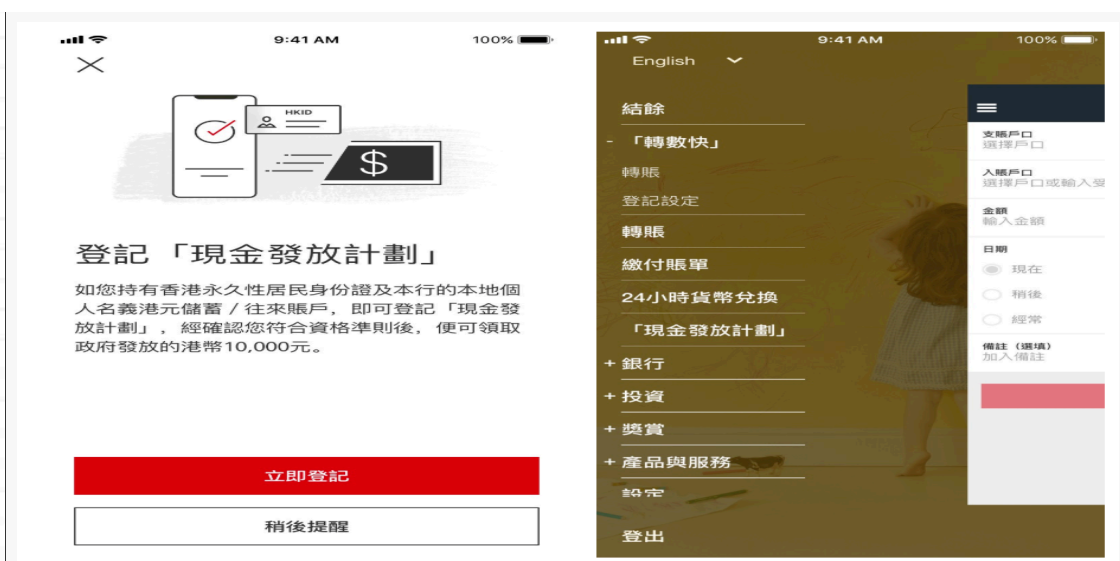 9:41 AM
100%
HKID
$
登記「現金發放計劃」
如您持有香港永久性居民身份證及本行的本地個
人名義港元儲蓄／往來賬戶，即可登記「現金發
放計劃」，經確認您符合資格準則後，便可領取
政府發放的港幣10,000元。
立即登記
稍後提醒
9:41 AM
100%
English
結餘
- 「轉數快」
轉賬
登記設定
轉賬
繳付賬單
24小時貨幣兌換
「現金發放計劃」
+ 銀行
+ 投資
+ 獎賞
+ 產品與服務
設定
登出
支賬戶口
選擇戶口
入賬戶口
選擇戶口或輸入受
金額
輸入金額
日期
現在
稍後
經常
備註（選填）
加入備註